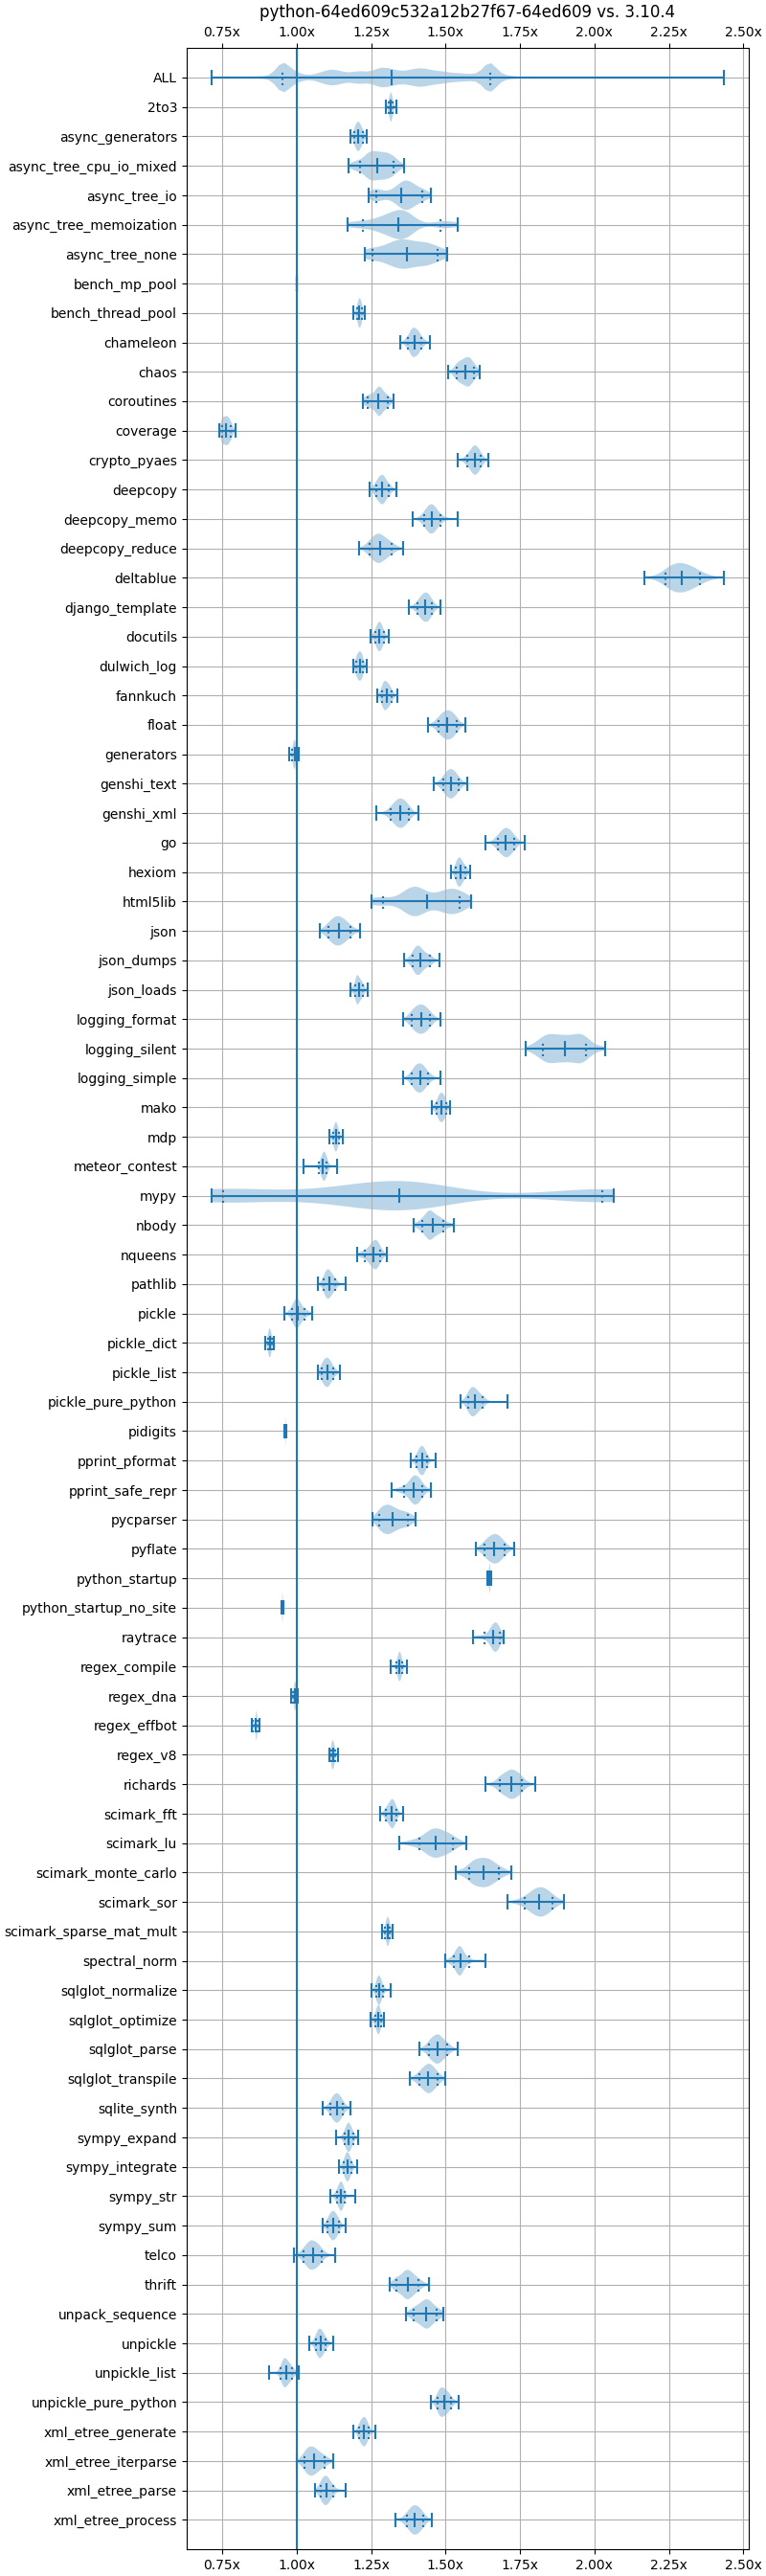 python-64ed609c532a12b27f67-64ed609 vs. 3.10.4
0.75x 1.00x 1.25x 1.50x 1.75x 2.00x 2.25x 2.50x
ALL
2to3
async_generators
async_tree_cpu_io_mixed
async_tree_io
async_tree_memoization
async_tree_none
bench_mp_pool
bench_thread_pool
chameleon
chaos
coroutines
coverage
crypto_pyaes
deepcopy
deepcopy_memo
deepcopy_reduce
deltablue
django_template
docutils
dulwich_log
fannkuch
float
generators
genshi_text
genshi_xml
go
hexiom
html5lib
json
json_dumps
json_loads
logging_format
logging_silent
logging_simple
mako
mdp
meteor_contest
mypy
nbody
nqueens
pathlib
pickle
pickle_dict
pickle_list
pickle_pure_python
pidigits
pprint_pformat
pprint_safe_repr
pycparser
pyflate
python_startup
python_startup_no_site
raytrace
regex_compile
regex_dna
regex_effbot
regex_v8
richards
scimark_fft
scimark_lu
scimark_monte_carlo
scimark_sor
scimark_sparse_mat_mult
spectral_norm
sqlglot_normalize
sqlglot_optimize
sqlglot_parse
sqlglot_transpile
sqlite_synth
sympy_expand
sympy_integrate
sympy_str
sympy_sum
telco
thrift
unpack_sequence
unpickle
unpickle_list
unpickle_pure_python
xml_etree_generate
xml_etree_iterparse
xml_etree_parse
xml_etree_process
0.75x 1.00x 1.25x 1.50x 1.75x 2.00x 2.25x 2.50x